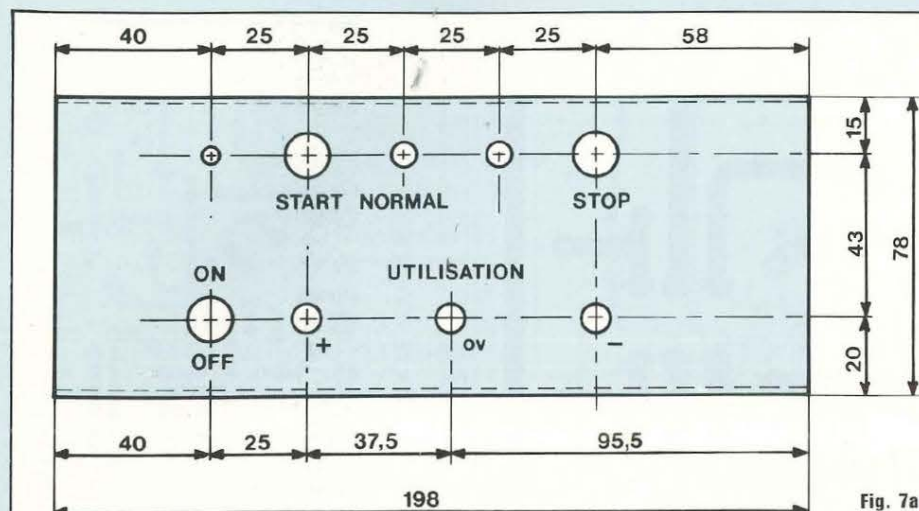 40 25 25 25 25 58
15
START NORMAL STOP
43
78
ON UTILISATION
+ OV −
OFF
20
40 25 37,5 95,5
198
Fig. 7a